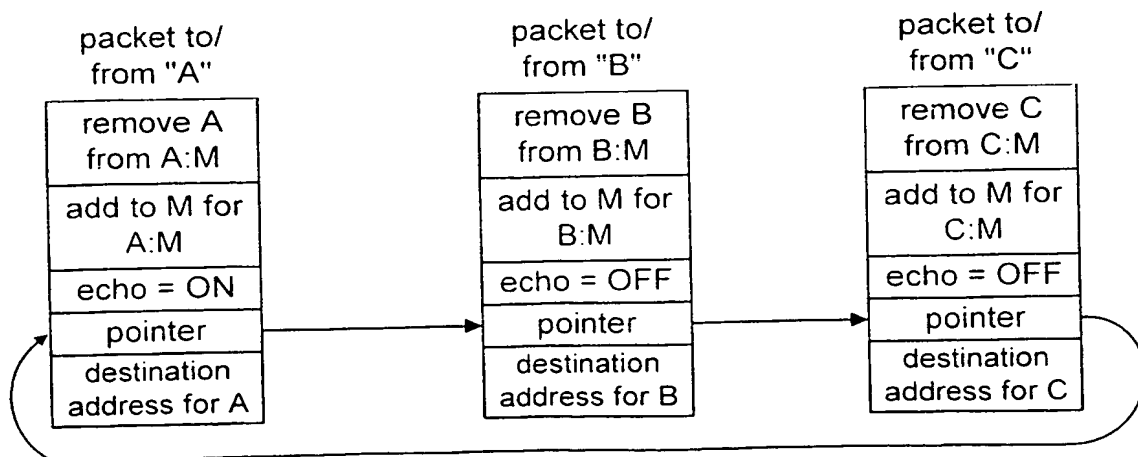 packet to/
from "A"
remove A
from A:M
add to M for
A:M
echo = ON
pointer
destination
address for A
packet to/
from "B"
remove B
from B:M
add to M for
B:M
echo = OFF
pointer
destination
address for B
packet to/
from "C"
remove C
from C:M
add to M for
C:M
echo = OFF
pointer
destination
address for C